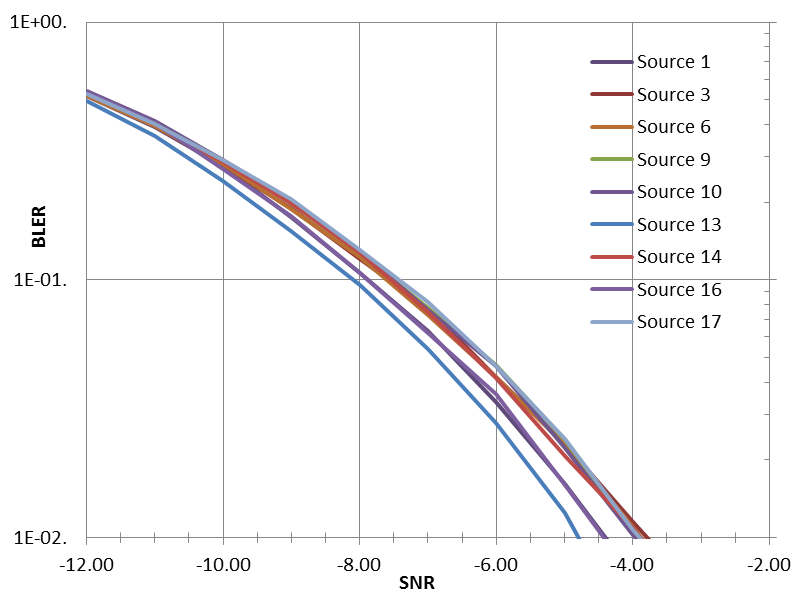 1E+00.
Source 1
Source 3
Source 6
Source 9
Source 10
BLER
Source 13
Source 14
1E-01.
Source 16
Source 17
1E-02.
-12.00 -10.00 -8.00 -6.00 -4.00 -2.00
SNR